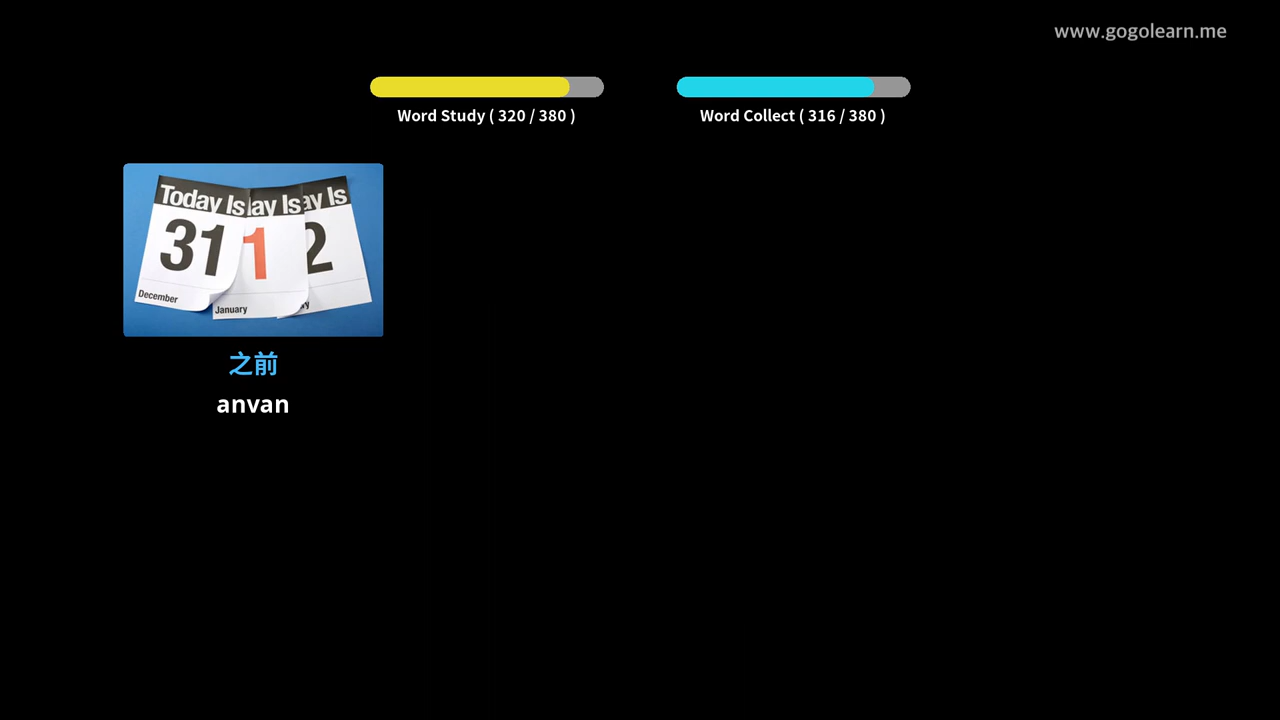 www.gogolearn.me
Word Study ( 320 / 380 )
Word Collect ( 316 / 380 )
Today Is
ay Is
ay Is
31
1
2
December
January
ry
之前
anvan